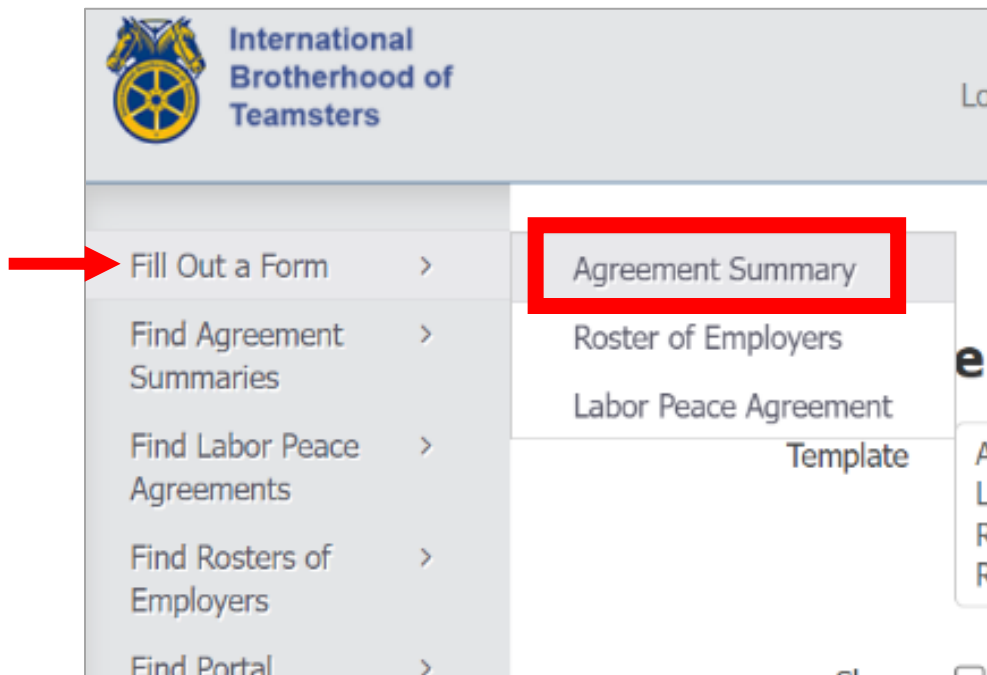 International
Brotherhood of
Teamsters
Fill Out a Form
Agreement Summary
Find Agreement
Summaries
Roster of Employers
Labor Peace Agreement
Find Labor Peace
Agreements
Template
Find Rosters of
Employers
Find Portal